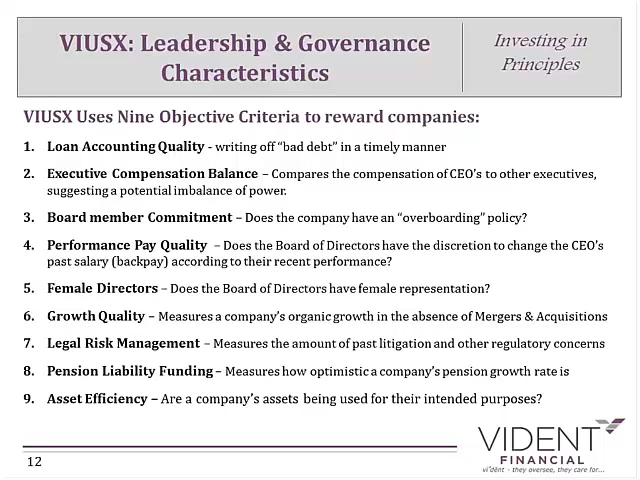 VIUSX: Leadership & Governance
Characteristics
Investing in
Principles
VIUSX Uses Nine Objective Criteria to reward companies:
1. Loan Accounting Quality - writing off “bad debt” in a timely manner
2. Executive Compensation Balance – Compares the compensation of CEO’s to other executives,
suggesting a potential imbalance of power.
3. Board member Commitment – Does the company have an “overboarding” policy?
4. Performance Pay Quality – Does the Board of Directors have the discretion to change the CEO’s
past salary (backpay) according to their recent performance?
5. Female Directors – Does the Board of Directors have female representation?
6. Growth Quality – Measures a company’s organic growth in the absence of Mergers & Acquisitions
7. Legal Risk Management – Measures the amount of past litigation and other regulatory concerns
8. Pension Liability Funding – Measures how optimistic a company’s pension growth rate is
9. Asset Efficiency – Are a company’s assets being used for their intended purposes?
12
VIDENT
FINANCIAL
vi'dent - they oversee, they care for...